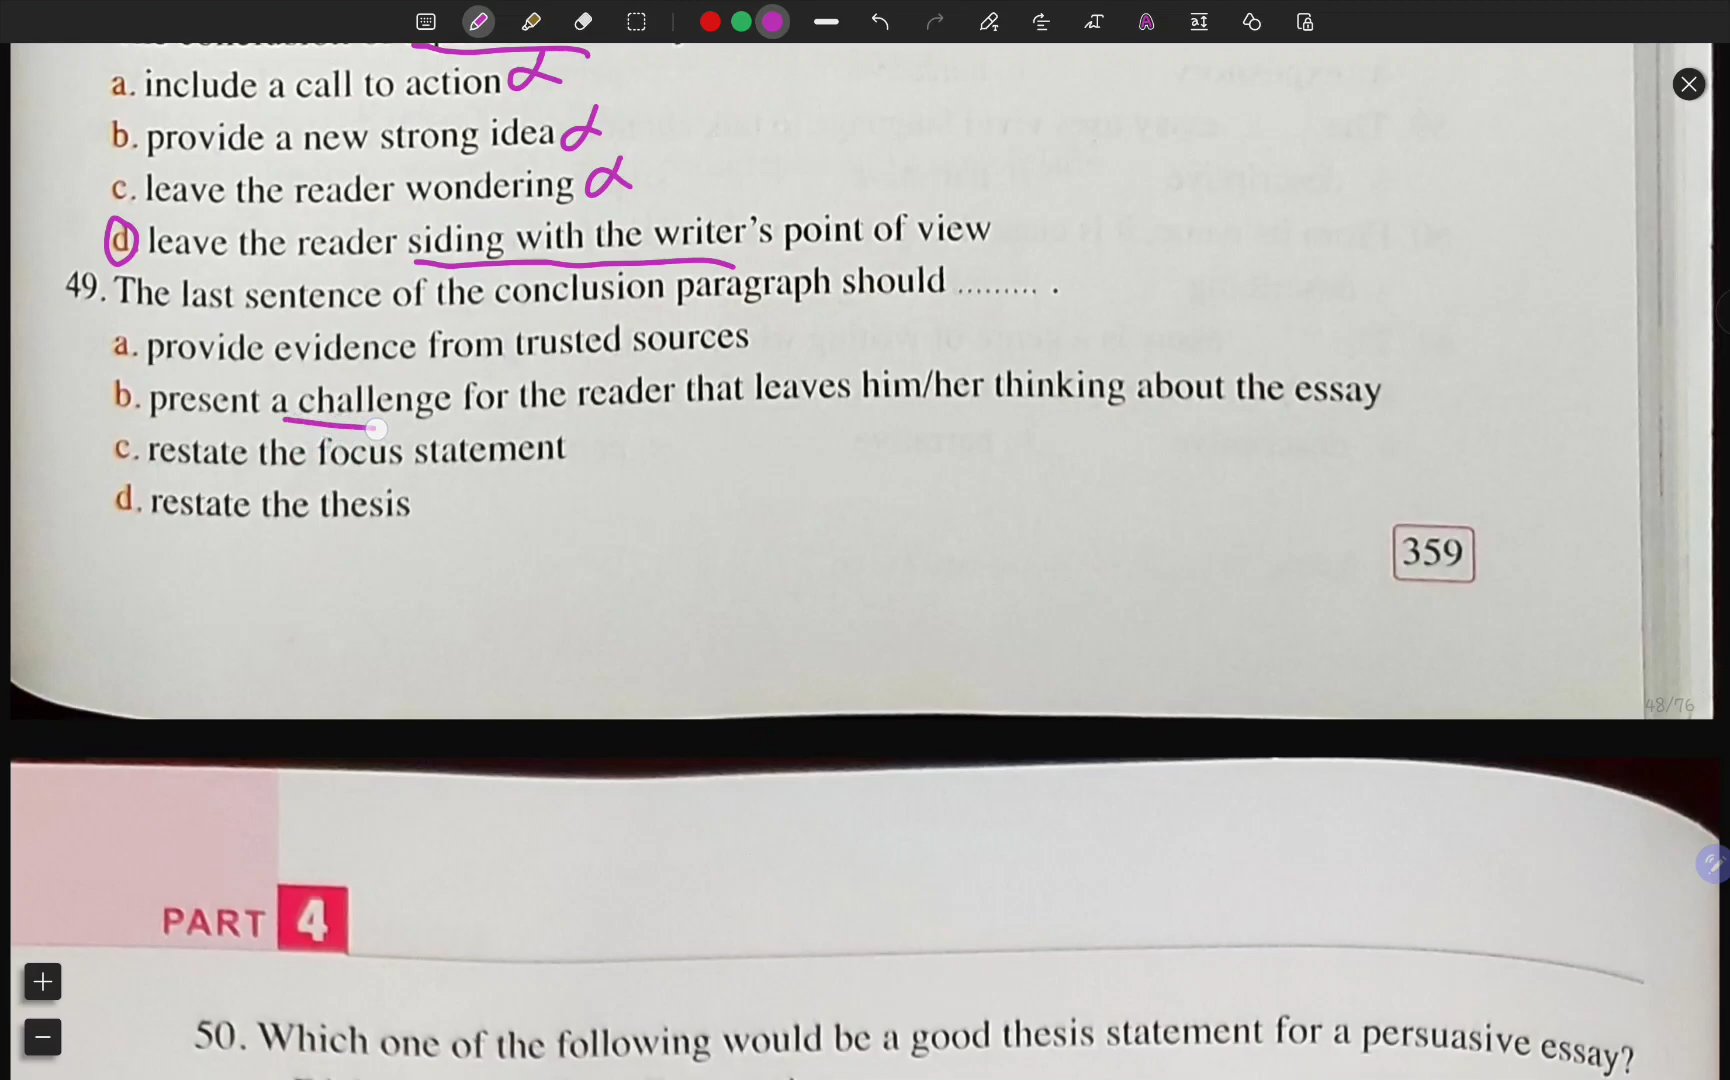 a. include a call to action
b. provide a new strong idea
c. leave the reader wondering
d leave the reader siding with the writer's point of view
49. The last sentence of the conclusion paragraph should ......... .
a. provide evidence from trusted sources
b. present a challenge for the reader that leaves him/her thinking about the essay
c. restate the focus statement
d. restate the thesis
359
48/76
PART 4
50. Which one of the following would be a good thesis statement for a persuasive essay?